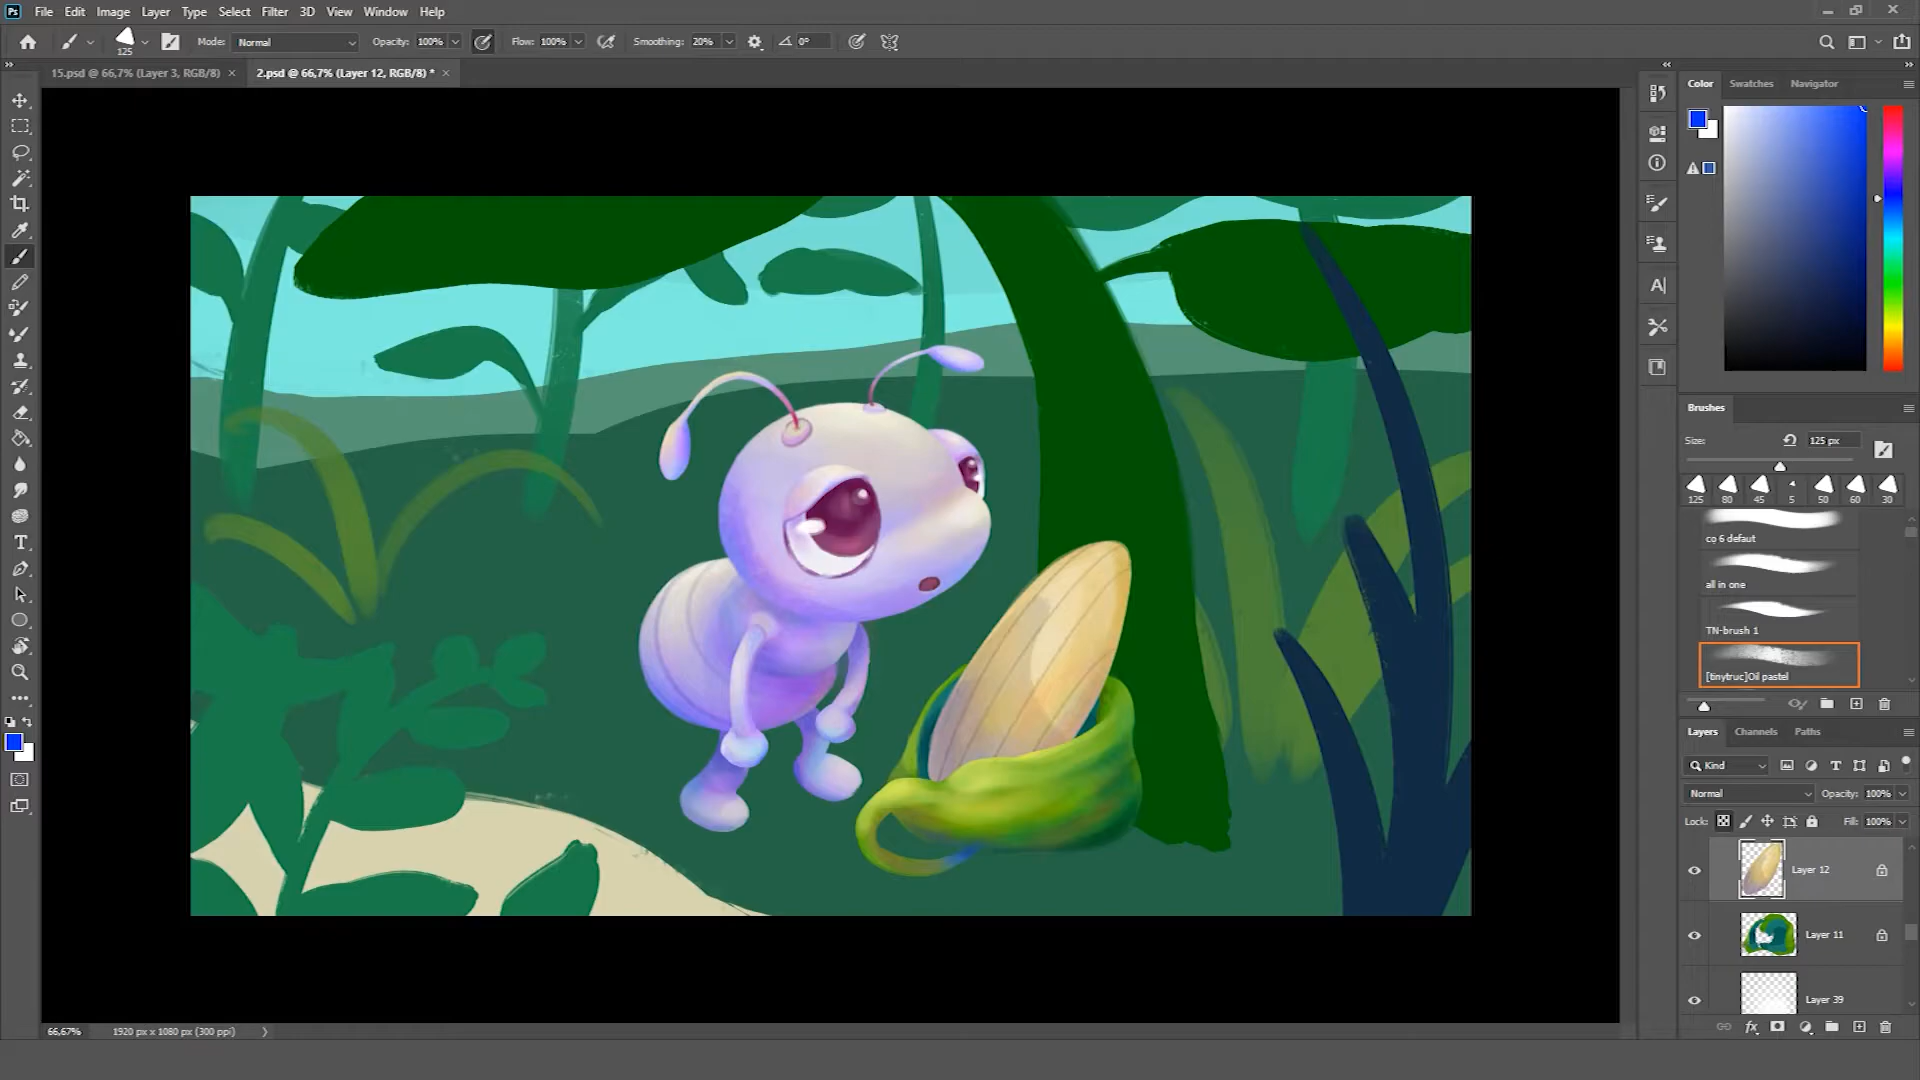 Ps File Edit Image Layer Type Select Filter 3D View Window Help
125 Mode: Normal Opacity: 100% Flow: 100% Smoothing: 20% 0°
15.psd @ 66,7% (Layer 3, RGB/8) × 2.psd @ 66,7% (Layer 12, RGB/8) * ×
Color Swatches Navigator
Brushes
Size: 125 px
125 80 45 5 50 60 30
co 6 defaut
all in one
TN-brush 1
[tinytruc]Oil pastel
Layers Channels Paths
Kind
Normal Opacity: 100%
Lock: Fill: 100%
Layer 12
Layer 11
Layer 39
66,67% 1920 px x 1080 px (300 ppi)